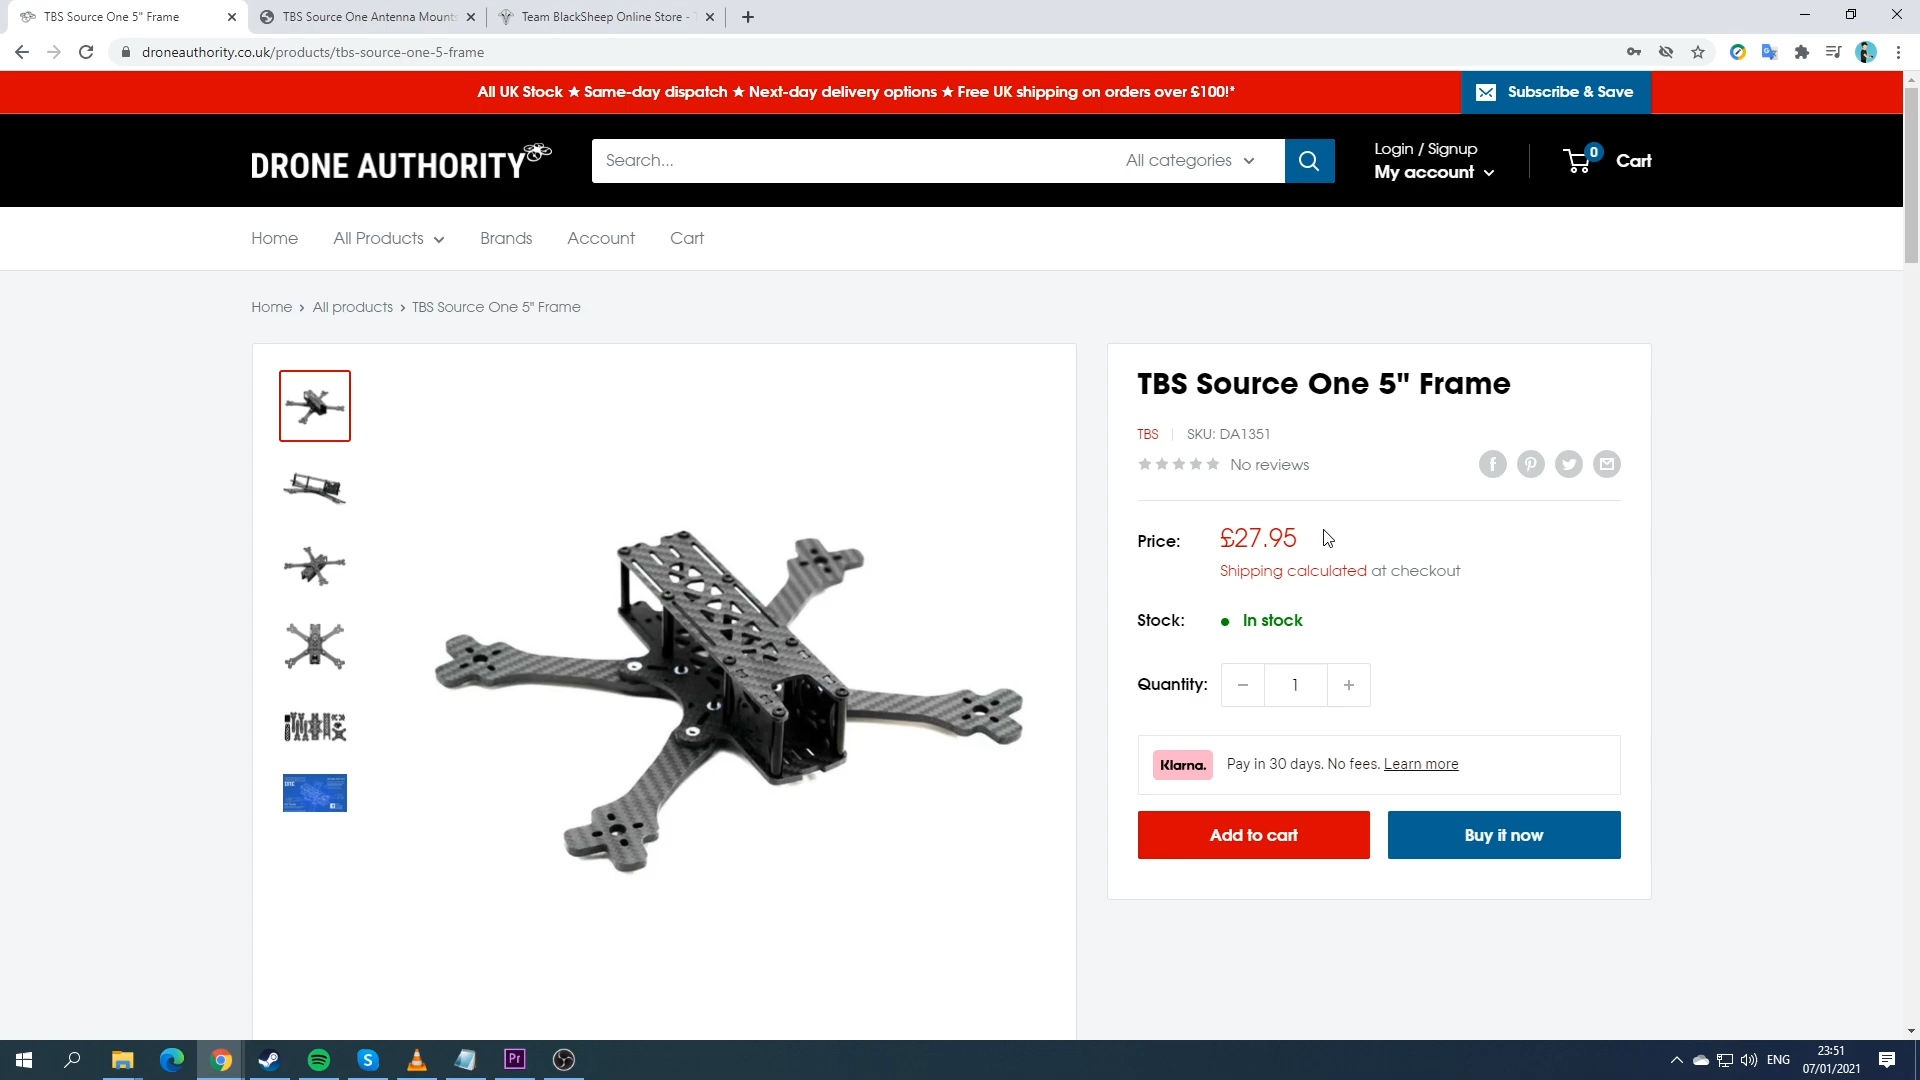 TBS Source One 5" Frame
TBS Source One Antenna Mounts
Team BlackSheep Online Store -
droneauthority.co.uk/products/tbs-source-one-5-frame
All UK Stock ★ Same-day dispatch ★ Next-day delivery options ★ Free UK shipping on orders over £100!*
Subscribe & Save
DRONE AUTHORITY
Search...
All categories
Login / Signup
My account
0
Cart
Home
All Products
Brands
Account
Cart
Home › All products › TBS Source One 5" Frame
TBS Source One 5" Frame
TBS
SKU: DA1351
No reviews
Price:
£27.95
Shipping calculated at checkout
Stock:
In stock
Quantity:
1
Klarna.
Pay in 30 days. No fees. Learn more
Add to cart
Buy it now
Pr
ENG
23:51
07/01/2021